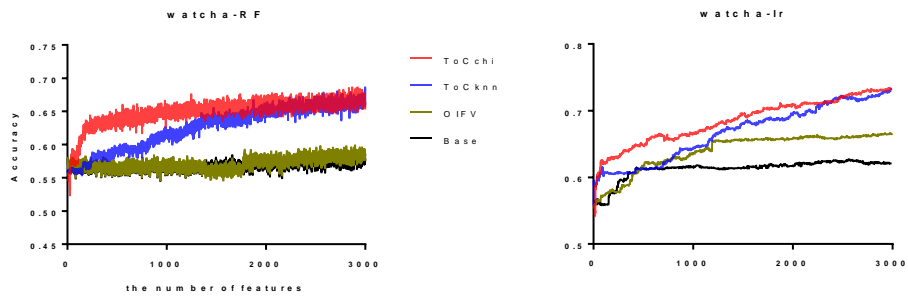 watcha-RF
0.75
0.70
0.65
0.60
0.55
0.50
0.45
Accuracy
0 1000 2000 3000
the number of features
ToCchi
ToCknn
OIFV
Base
watcha-lr
0.8
0.7
0.6
0.5
0 1000 2000 3000